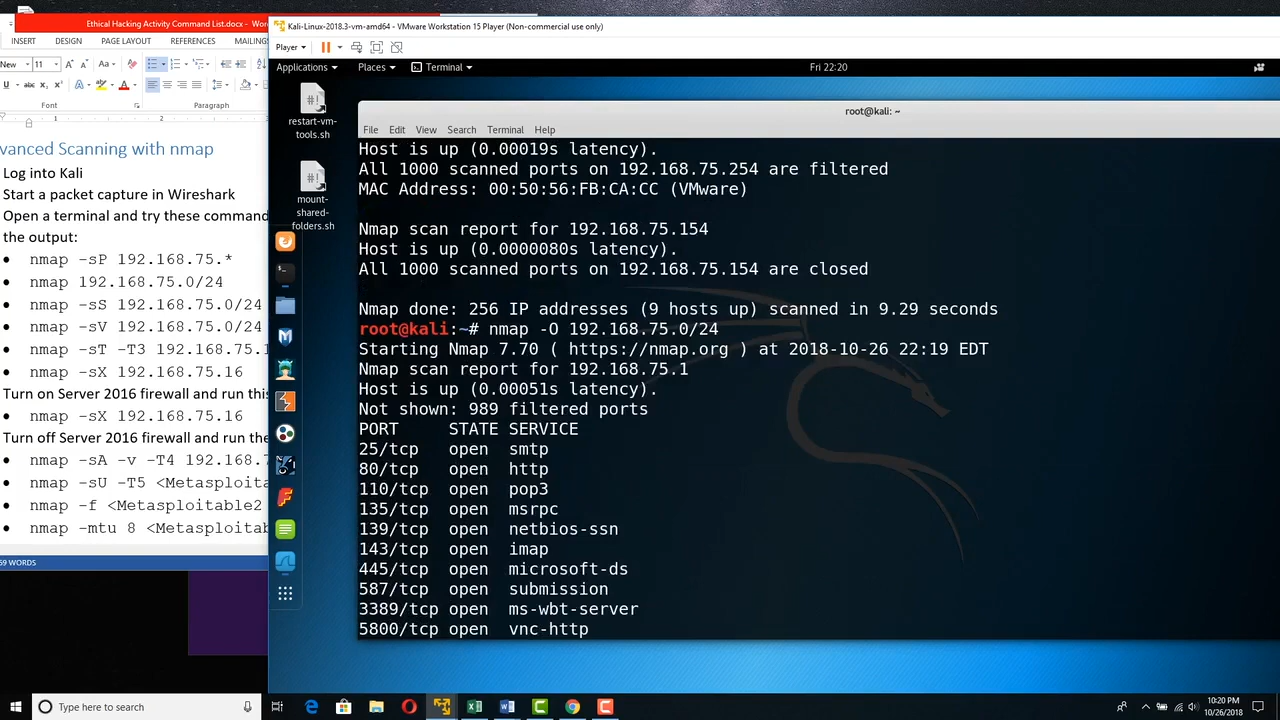 Ethical Hacking Activity Command List.docx - Wor
INSERT DESIGN PAGE LAYOUT REFERENCES MAILING
New 11 Aa
Font Paragraph
1 2
vanced Scanning with nmap
Log into Kali
Start a packet capture in Wireshark
Open a terminal and try these command
the output:
• nmap –sP 192.168.75.*
• nmap 192.168.75.0/24
• nmap –sS 192.168.75.0/24
• nmap –sV 192.168.75.0/24
• nmap –sT –T3 192.168.75.1
• nmap –sX 192.168.75.16
Turn on Server 2016 firewall and run this
• nmap –sX 192.168.75.16
Turn off Server 2016 firewall and run the
• nmap –sA –v –T4 192.168.7
• nmap –sU –T5 <Metasploita
• nmap –f <Metasploitable2
• nmap –mtu 8 <Metasploitab
69 WORDS
Kali-Linux-2018.3-vm-amd64 - VMware Workstation 15 Player (Non-commercial use only)
Player
Applications Places Terminal Fri 22:20
restart-vm-
tools.sh
mount-
shared-
folders.sh
root@kali: ~
File Edit View Search Terminal Help
Host is up (0.00019s latency).
All 1000 scanned ports on 192.168.75.254 are filtered
MAC Address: 00:50:56:FB:CA:CC (VMware)
Nmap scan report for 192.168.75.154
Host is up (0.0000080s latency).
All 1000 scanned ports on 192.168.75.154 are closed
Nmap done: 256 IP addresses (9 hosts up) scanned in 9.29 seconds
root@kali:~# nmap -O 192.168.75.0/24
Starting Nmap 7.70 ( https://nmap.org ) at 2018-10-26 22:19 EDT
Nmap scan report for 192.168.75.1
Host is up (0.00051s latency).
Not shown: 989 filtered ports
PORT STATE SERVICE
25/tcp open smtp
80/tcp open http
110/tcp open pop3
135/tcp open msrpc
139/tcp open netbios-ssn
143/tcp open imap
445/tcp open microsoft-ds
587/tcp open submission
3389/tcp open ms-wbt-server
5800/tcp open vnc-http
Type here to search
10:20 PM
10/26/2018